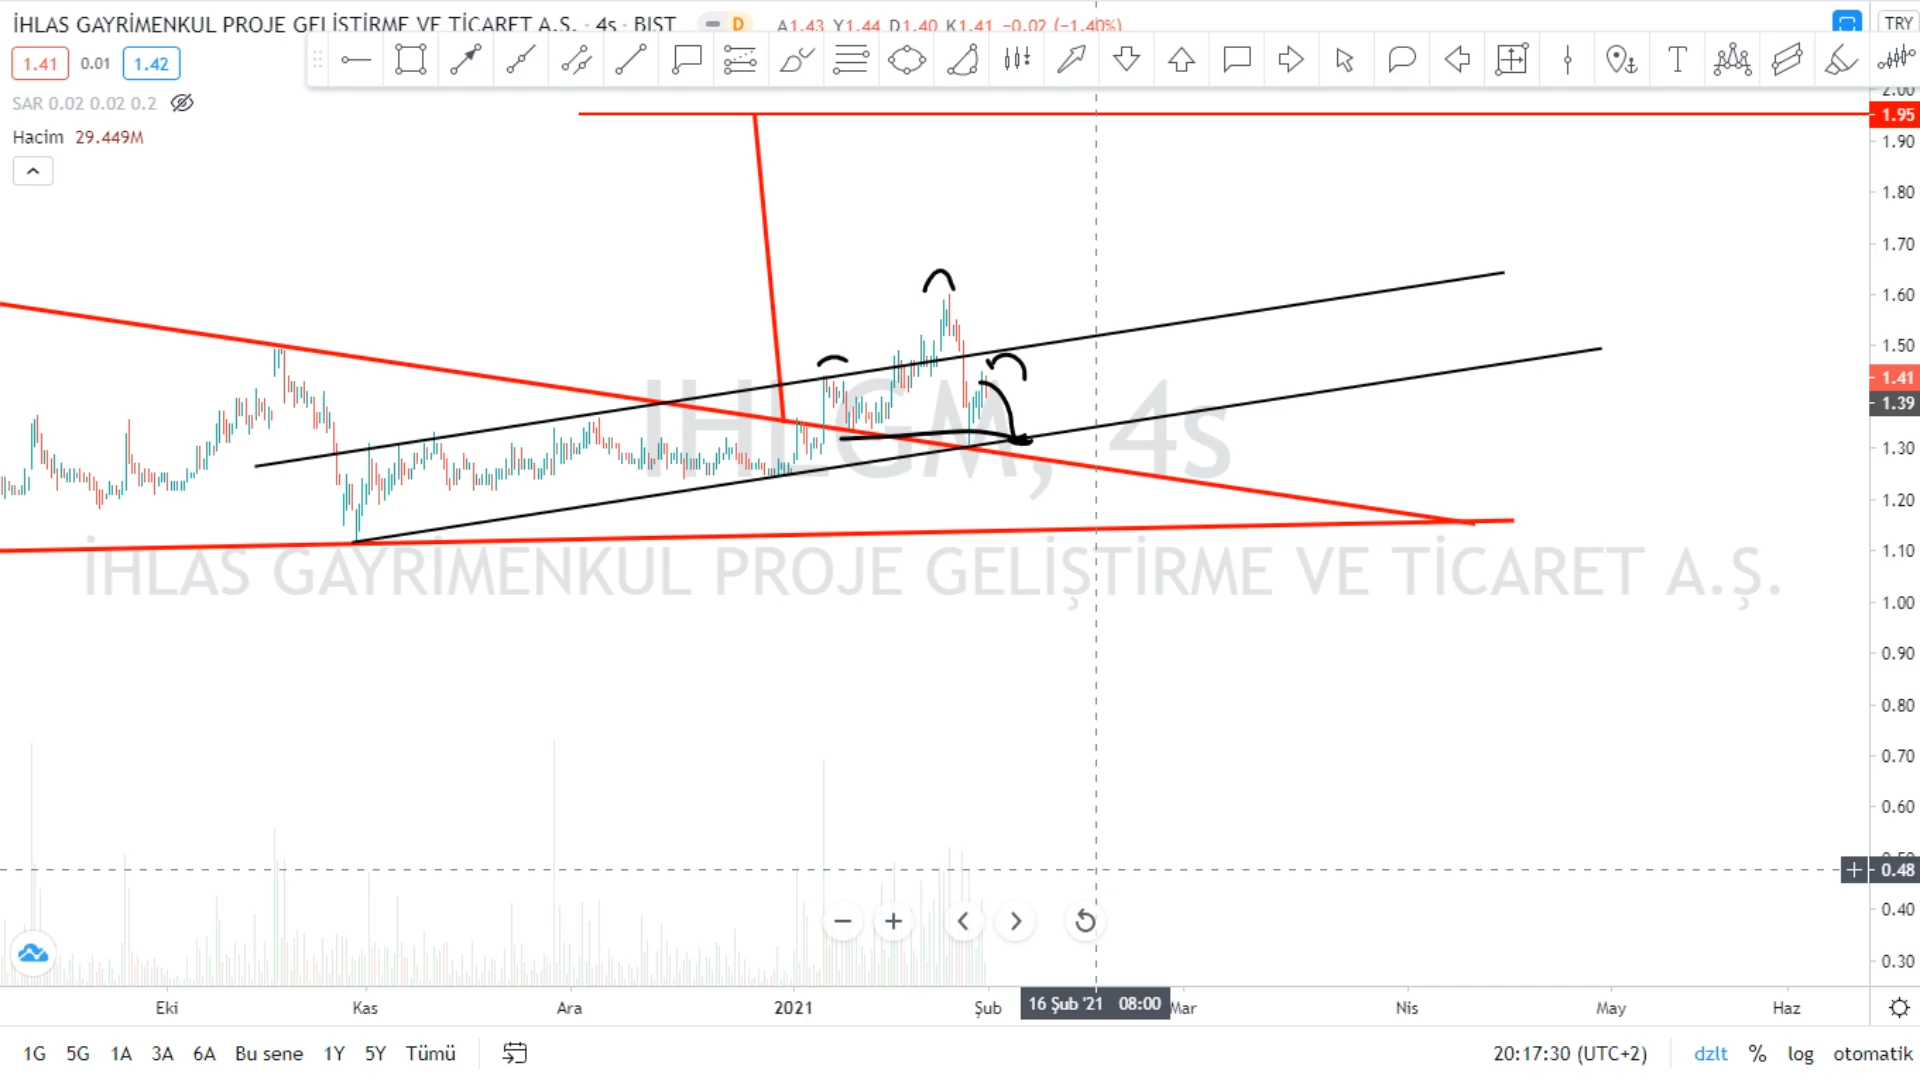 İHLAS GAYRİMENKUL PROJE GELİŞTİRME VE TİCARET A.Ş. · 4s · BIST D A1.43 Y1.44 D1.40 K1.41 −0.02 (−1.40%) TRY
1.41 0.01 1.42
SAR 0.02 0.02 0.2
Hacim 29.449M
T
2.00
1.95
1.90
1.80
1.70
1.60
1.50
1.41
1.39
1.30
1.20
1.10
1.00
0.90
0.80
0.70
0.60
0.50
0.48
0.40
0.30
IHLGM, 4s
İHLAS GAYRİMENKUL PROJE GELİŞTİRME VE TİCARET A.Ş.
Eki Kas Ara 2021 Şub 16 Şub '21 08:00 Mar Nis May Haz
1G 5G 1A 3A 6A Bu sene 1Y 5Y Tümü 20:17:30 (UTC+2) dzlt % log otomatik